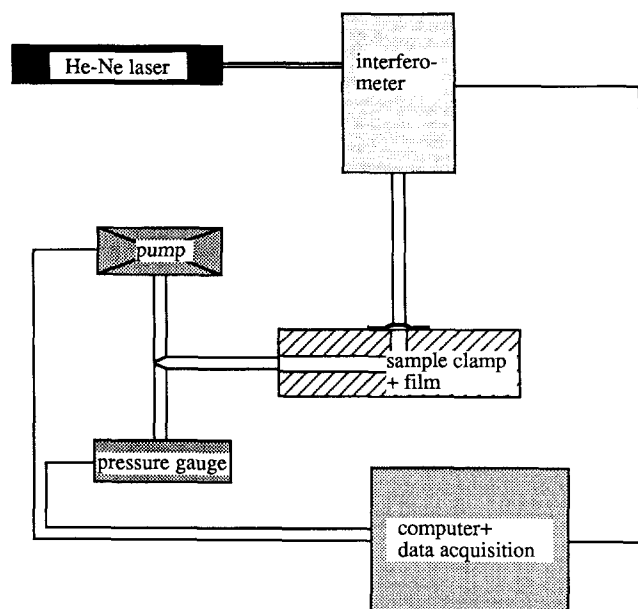 He-Ne laser
interfero-
meter
pump
sample clamp
+ film
pressure gauge
computer+
data acquisition